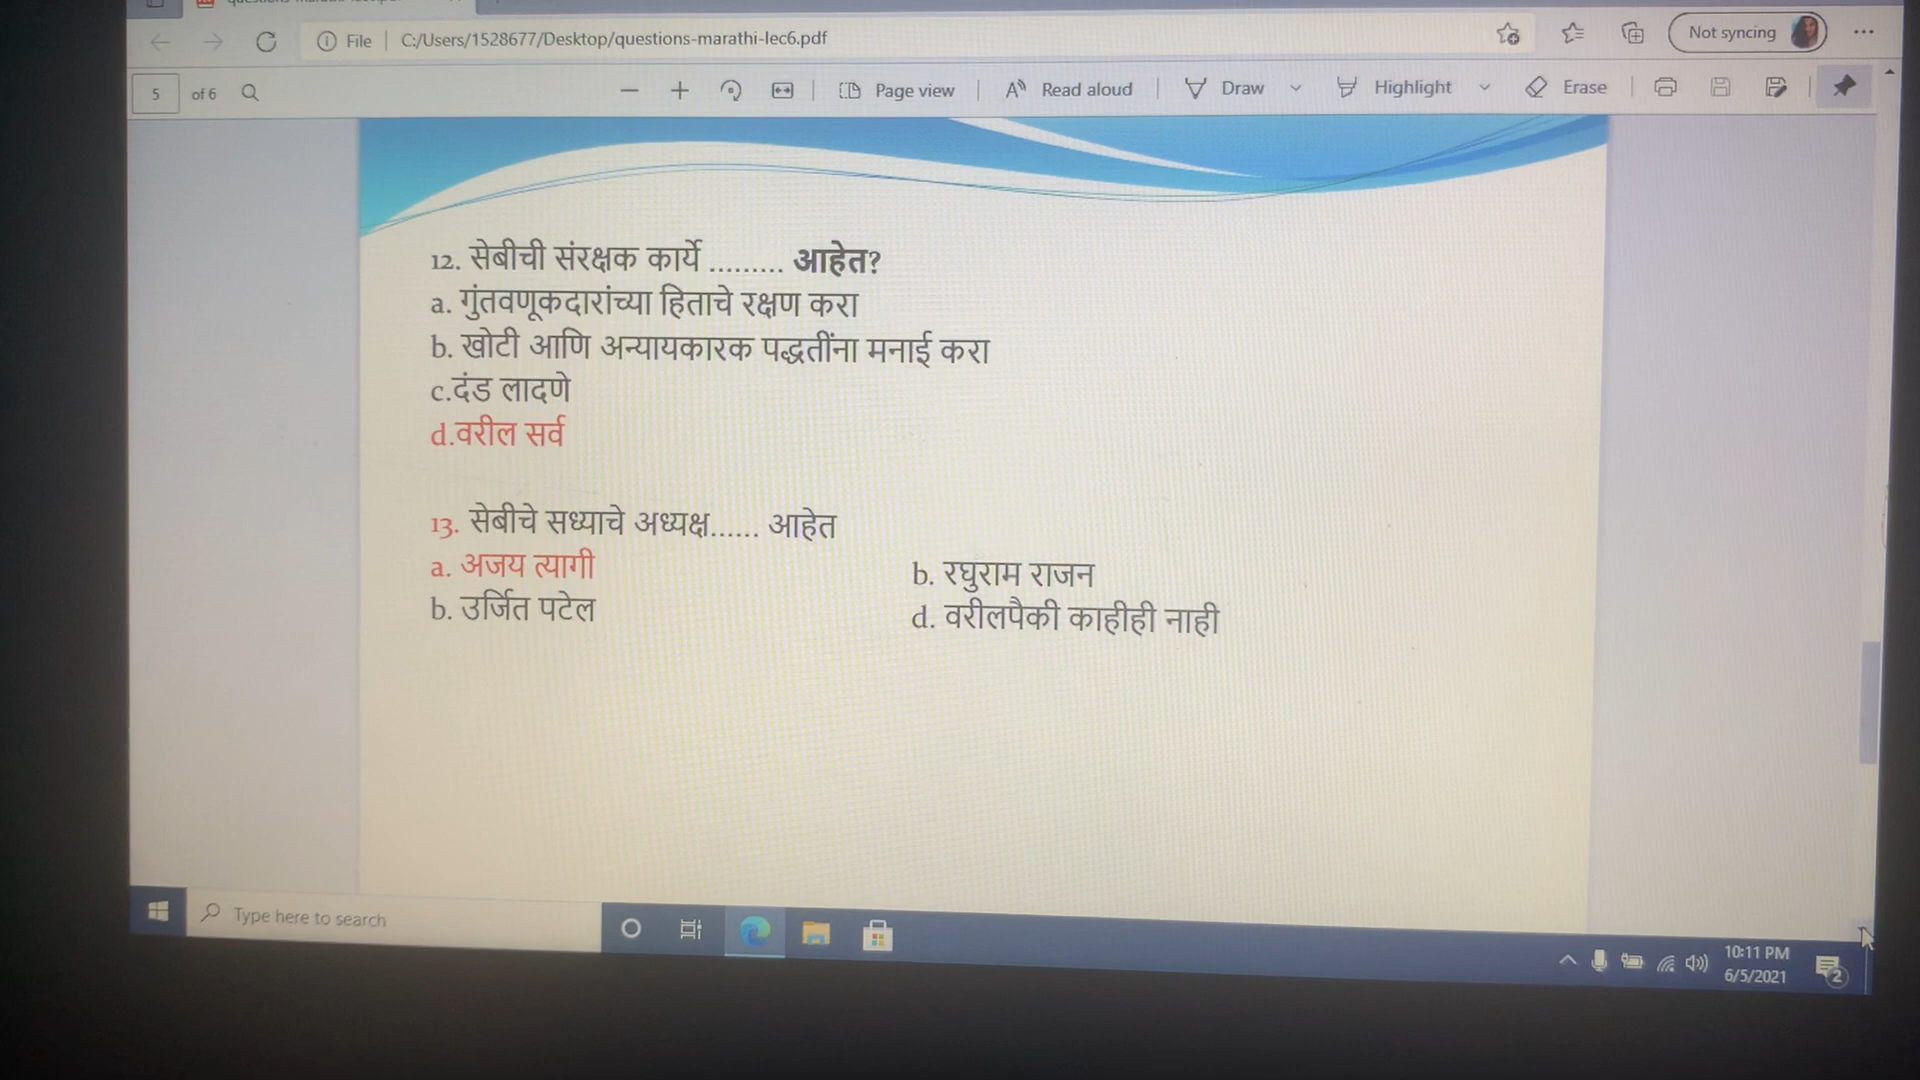 File C:/Users/1528677/Desktop/questions-marathi-lec6.pdf Not syncing
5 of 6 Page view Read aloud Draw Highlight Erase
12. सेबीची संरक्षक कार्ये ......... आहेत?
a. गुंतवणूकदारांच्या हिताचे रक्षण करा
b. खोटी आणि अन्यायकारक पद्धतींना मनाई करा
c.दंड लादणे
d.वरील सर्व
13. सेबीचे सध्याचे अध्यक्ष...... आहेत
a. अजय त्यागी b. रघुराम राजन
b. उर्जित पटेल d. वरीलपैकी काहीही नाही
Type here to search
10:11 PM
6/5/2021
2